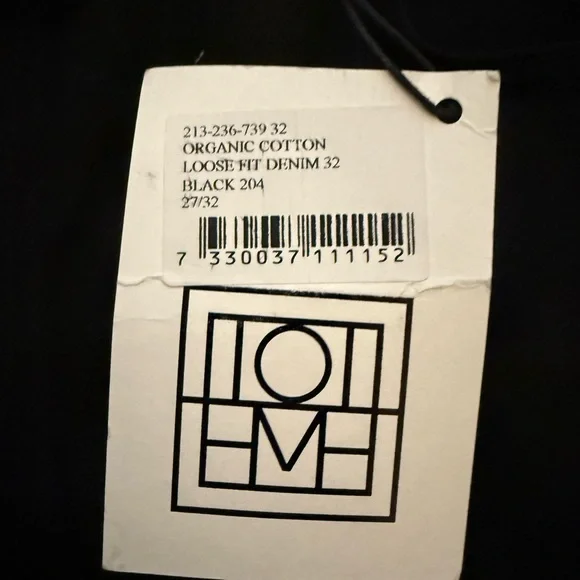 213-236-739 32
ORGANIC COTTON
LOOSE FIT DENIM 32
BLACK 204
27/32
7 330037 111152